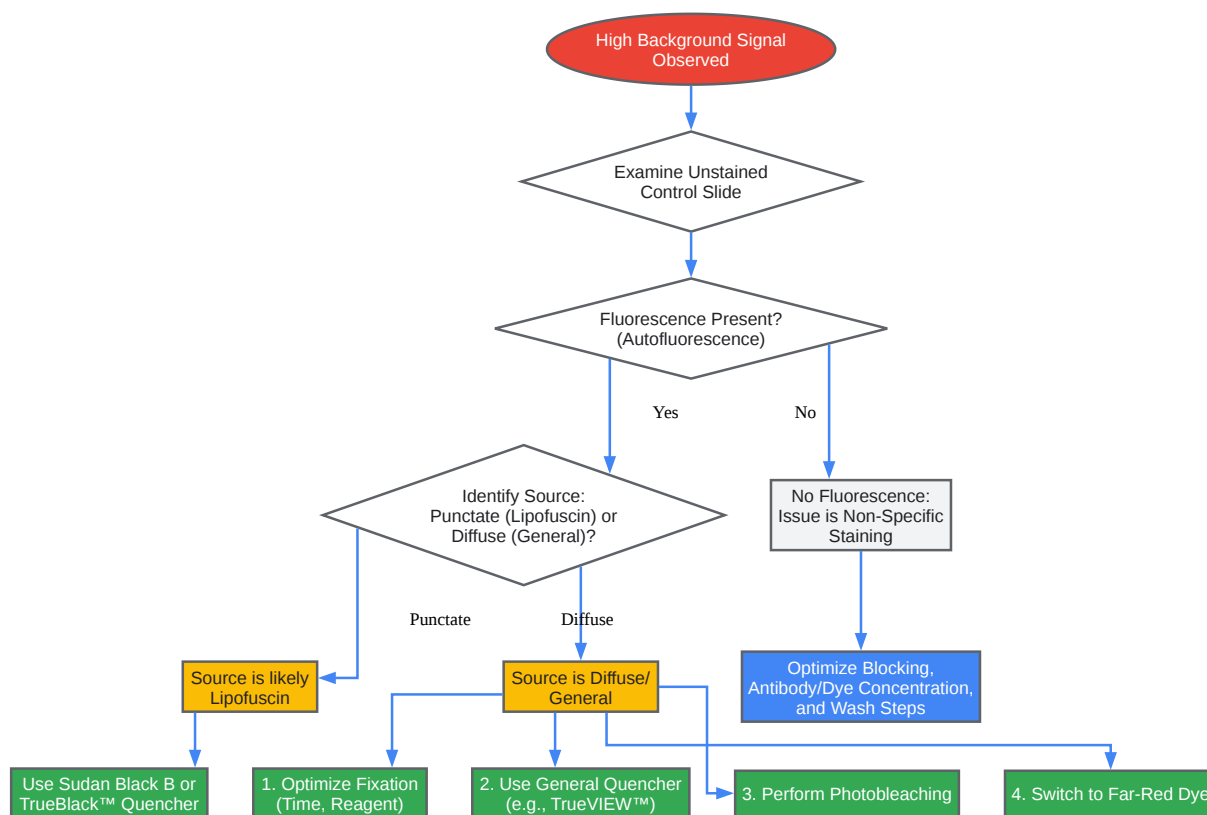 High Background Signal
Observed
Examine Unstained
Control Slide
Fluorescence Present?
(Autofluorescence)
Yes
No
Identify Source:
Punctate (Lipofuscin) or
Diffuse (General)?
No Fluorescence:
Issue is Non-Specific
Staining
Punctate
Diffuse
Source is likely
Lipofuscin
Source is Diffuse/
General
Optimize Blocking,
Antibody/Dye Concentration,
and Wash Steps
Use Sudan Black B or
TrueBlack™ Quencher
1. Optimize Fixation
(Time, Reagent)
2. Use General Quencher
(e.g., TrueVIEW™)
3. Perform Photobleaching
4. Switch to Far-Red Dye